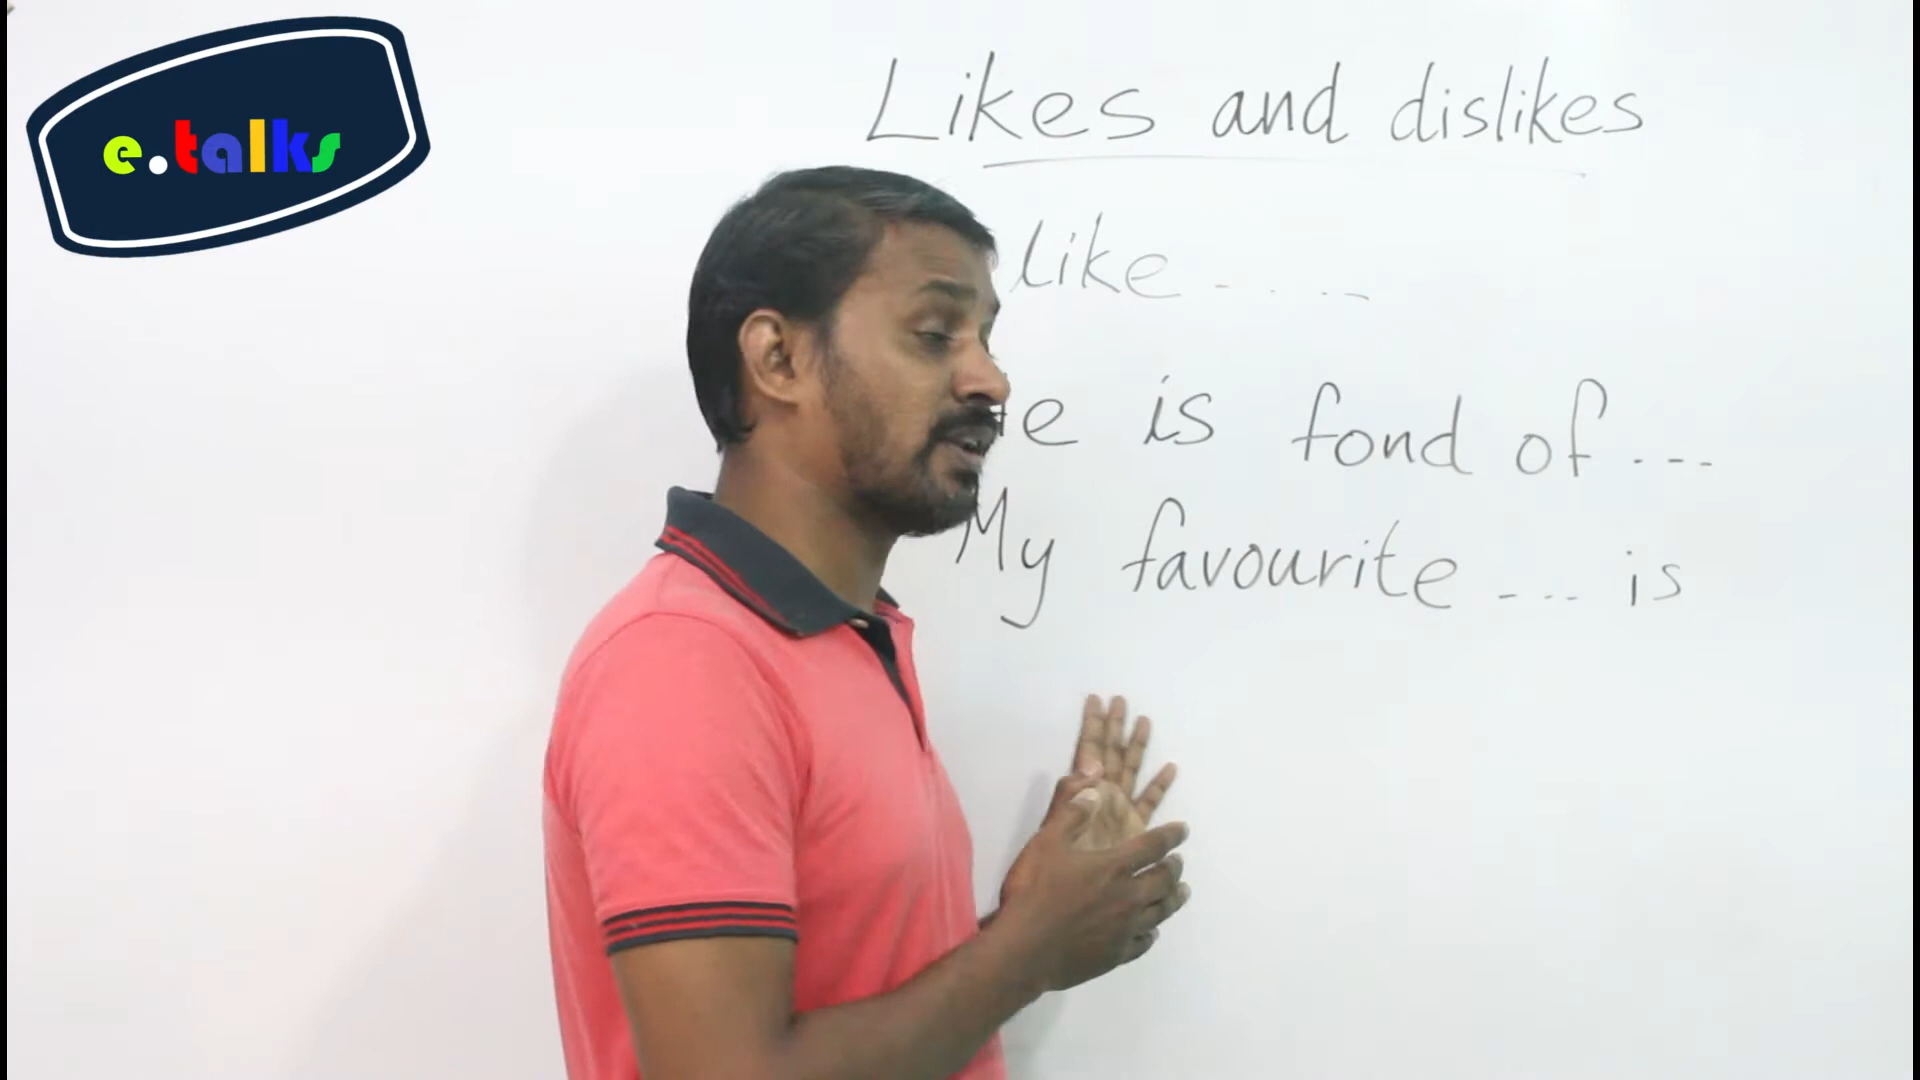 e.talks
Likes and dislikes
like.....
is fond of...
My favourite... is